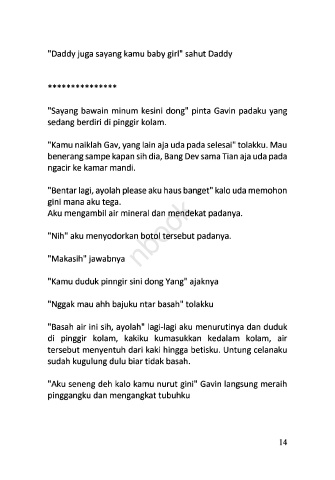 "Daddy juga sayang kamu baby girl" sahut Daddy
***************
"Sayang bawain minum kesini dong" pinta Gavin padaku yang
sedang berdiri di pinggir kolam.
"Kamu naiklah Gav, yang lain aja uda pada selesai" tolakku. Mau
benerang sampe kapan sih dia, Bang Dev sama Tian aja uda pada
ngacir ke kamar mandi.
"Bentar lagi, ayolah please aku haus banget" kalo uda memohon
gini mana aku tega.
Aku mengambil air mineral dan mendekat padanya.
"Nih" aku menyodorkan botol tersebut padanya.
"Makasih" jawabnya
"Kamu duduk pinngir sini dong Yang" ajaknya
"Nggak mau ahh bajuku ntar basah" tolakku
"Basah air ini sih, ayolah" lagi-lagi aku menurutinya dan duduk
di pinggir kolam, kakiku kumasukkan kedalam kolam, air
tersebut menyentuh dari kaki hingga betisku. Untung celanaku
sudah kugulung dulu biar tidak basah.
"Aku seneng deh kalo kamu nurut gini" Gavin langsung meraih
pinggangku dan mengangkat tubuhku
14